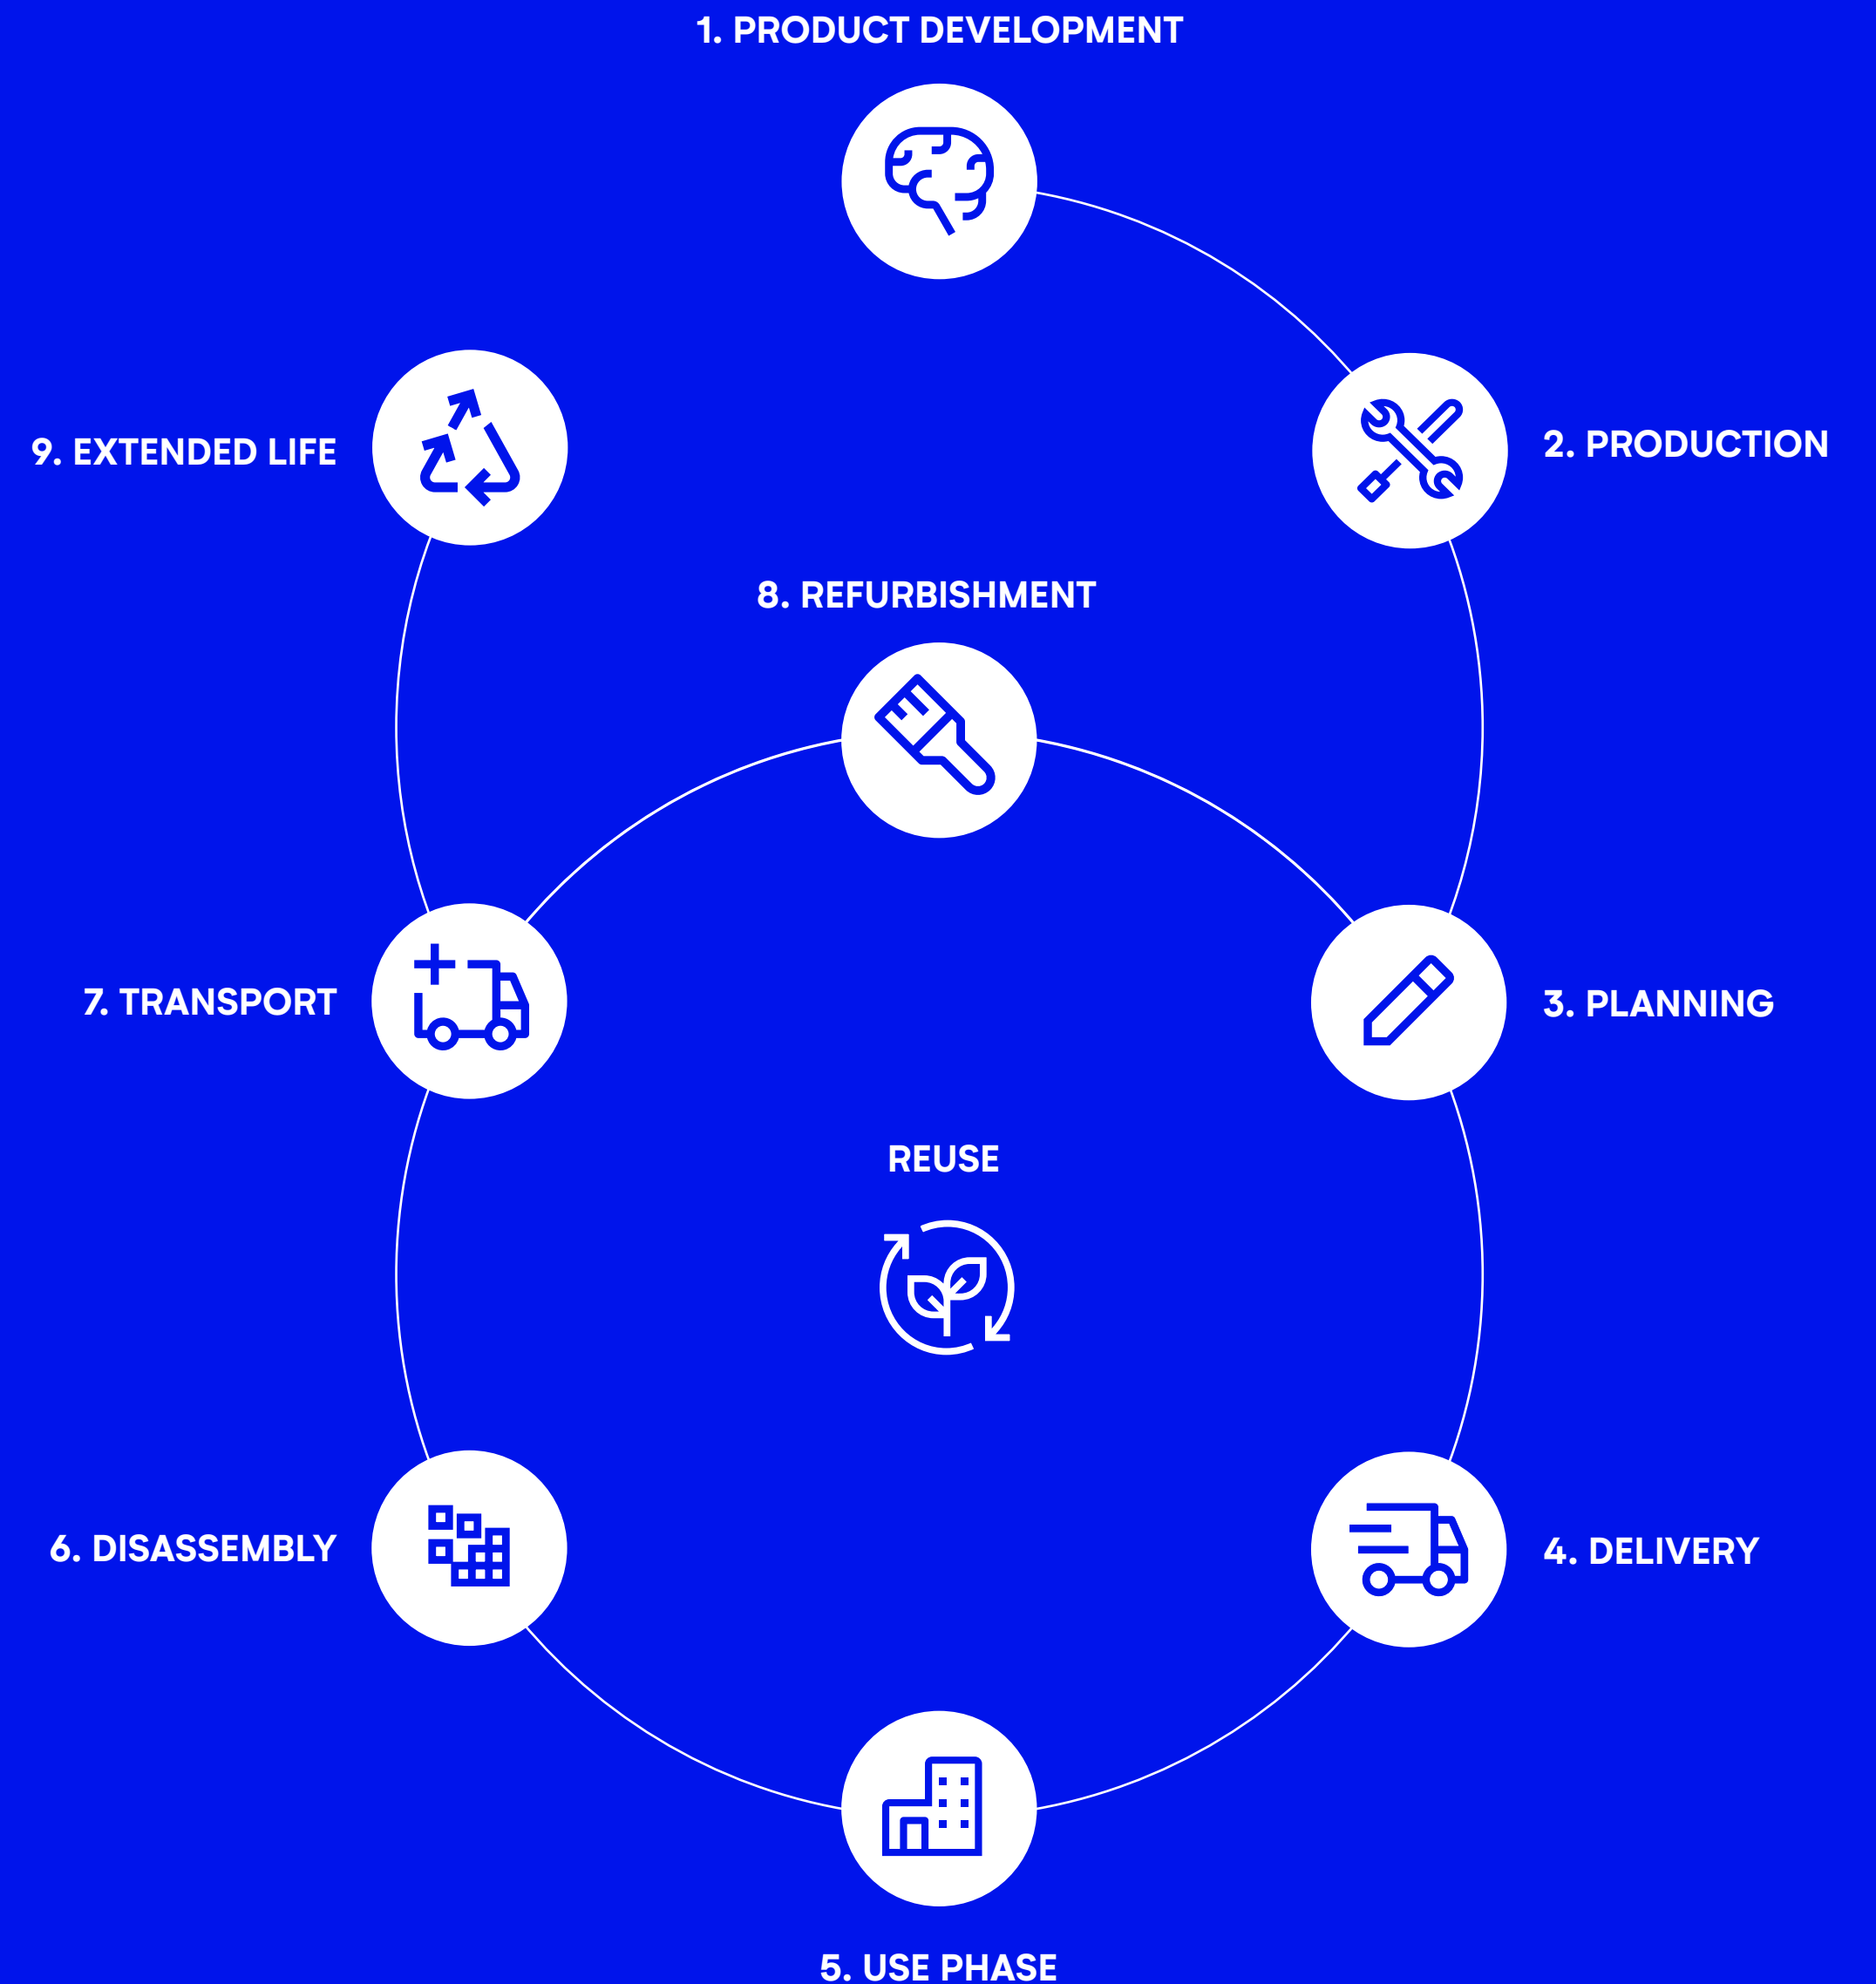 1. PRODUCT DEVELOPMENT
2. PRODUCTION
9. EXTENDED LIFE
8. REFURBISHMENT
7. TRANSPORT
3. PLANNING
REUSE
6. DISASSEMBLY
4. DELIVERY
5. USE PHASE